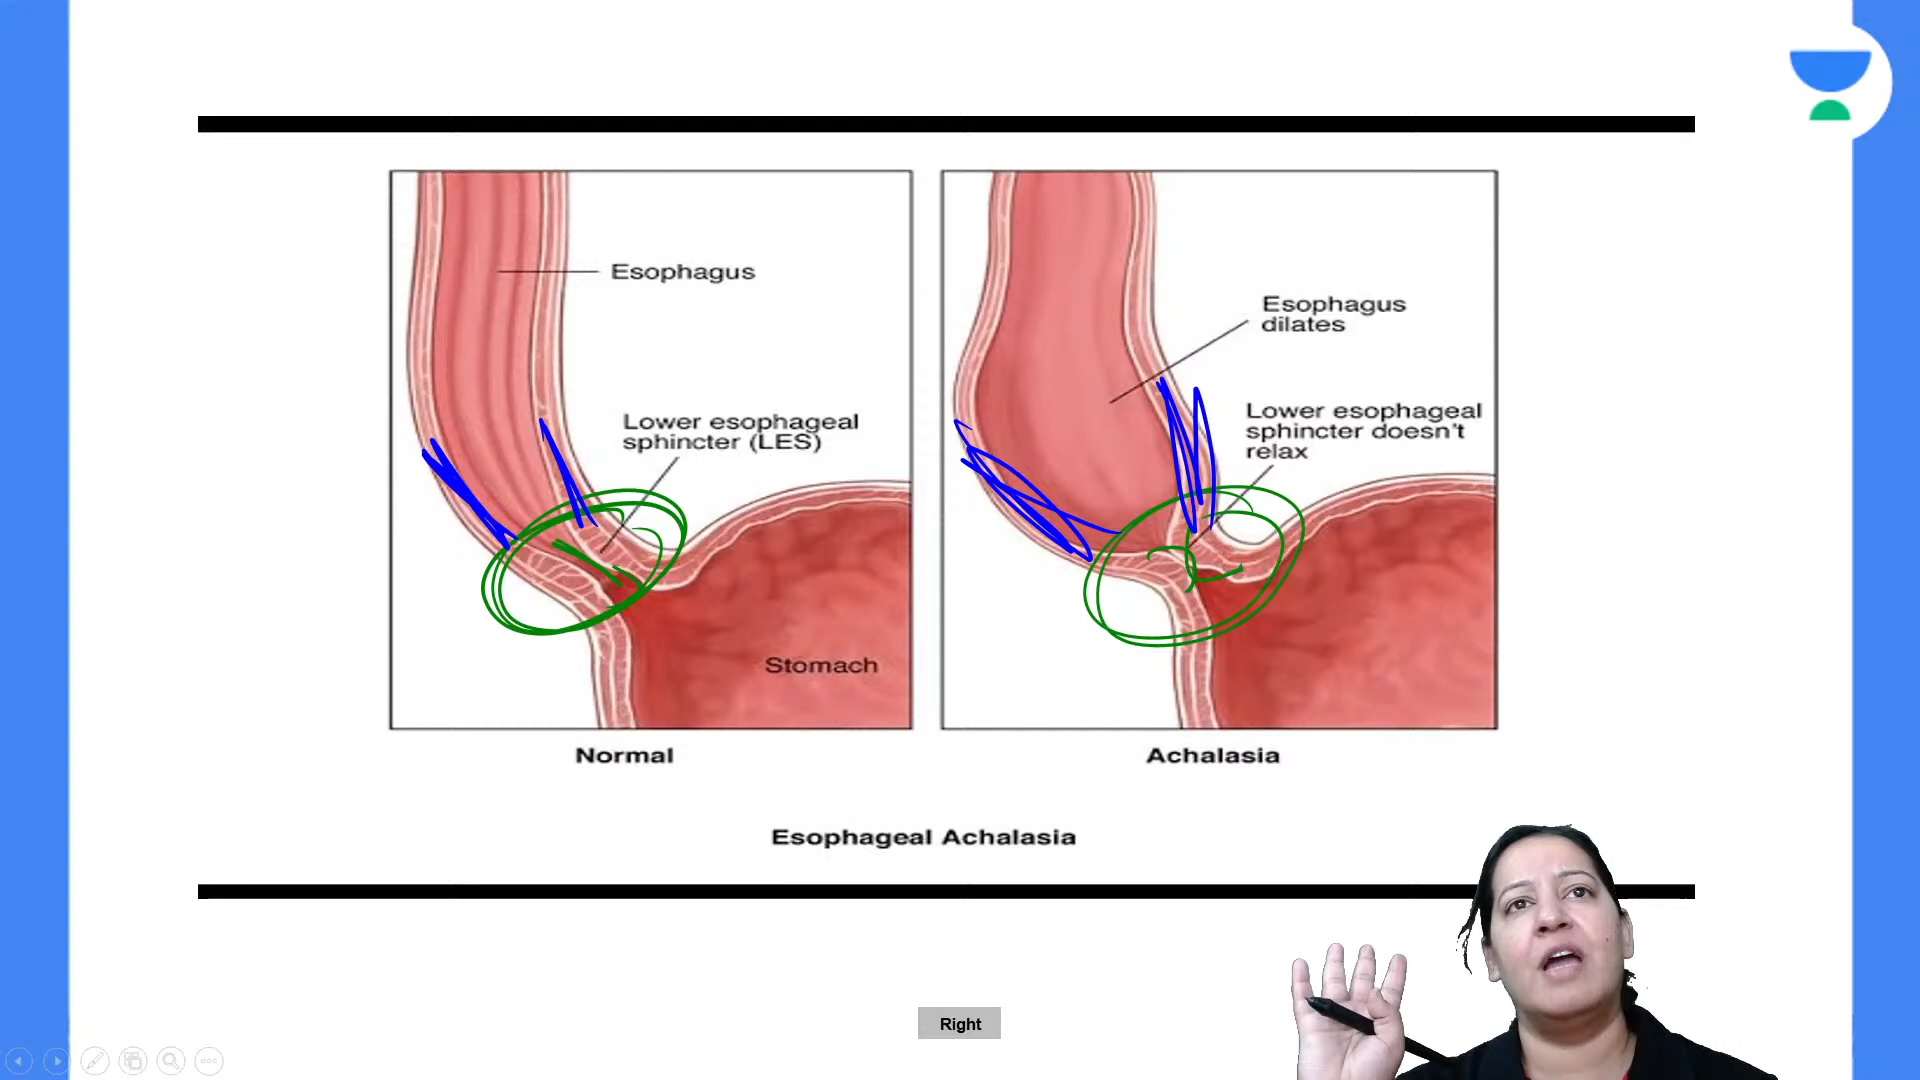 Esophagus
Lower esophageal
sphincter (LES)
Stomach
Normal
Esophagus
dilates
Lower esophageal
sphincter doesn't
relax
Achalasia
Esophageal Achalasia
Right